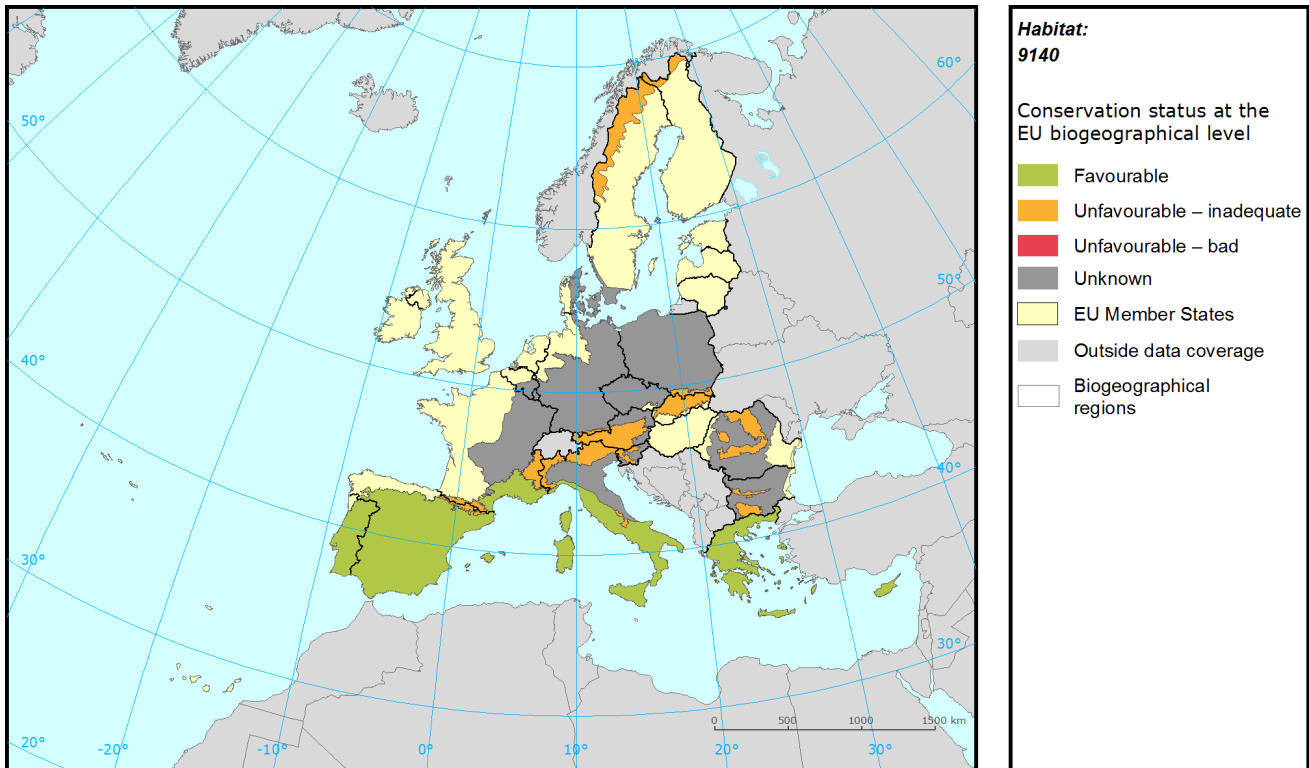 Habitat:
9140
Conservation status at the
EU biogeographical level
Favourable
Unfavourable – inadequate
Unfavourable – bad
Unknown
EU Member States
Outside data coverage
Biogeographical
regions
60°
50°
50°
40°
40°
30°
30°
0 500 1000 1500 km
20° -20° -10° 0° 10° 20° 30°